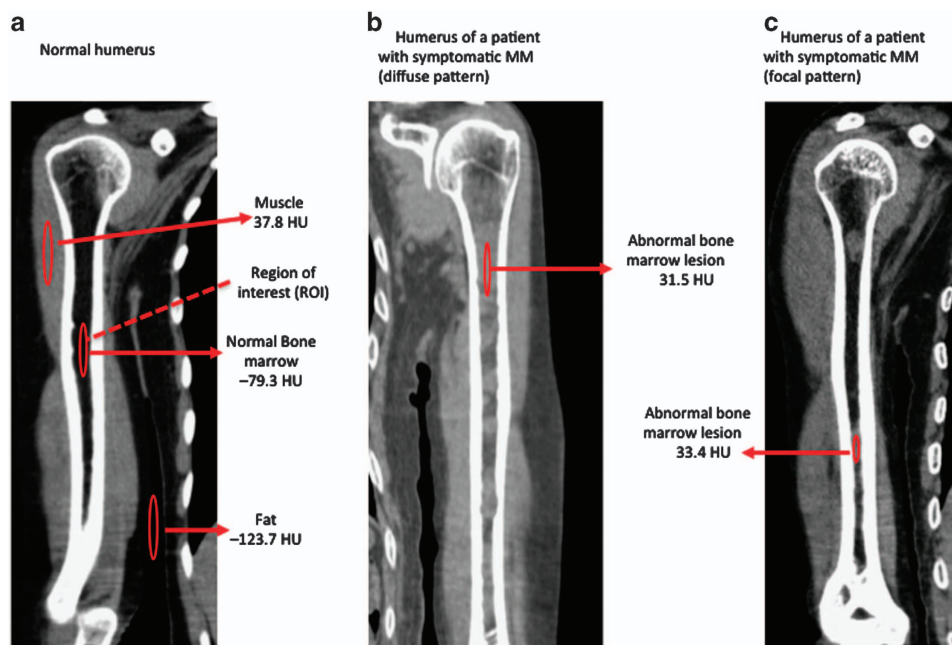 a
Normal humerus
Muscle
37.8 HU
Region of
interest (ROI)
Normal Bone
marrow
–79.3 HU
Fat
–123.7 HU
b
Humerus of a patient
with symptomatic MM
(diffuse pattern)
Abnormal bone
marrow lesion
31.5 HU
c
Humerus of a patient
with symptomatic MM
(focal pattern)
Abnormal bone
marrow lesion
33.4 HU